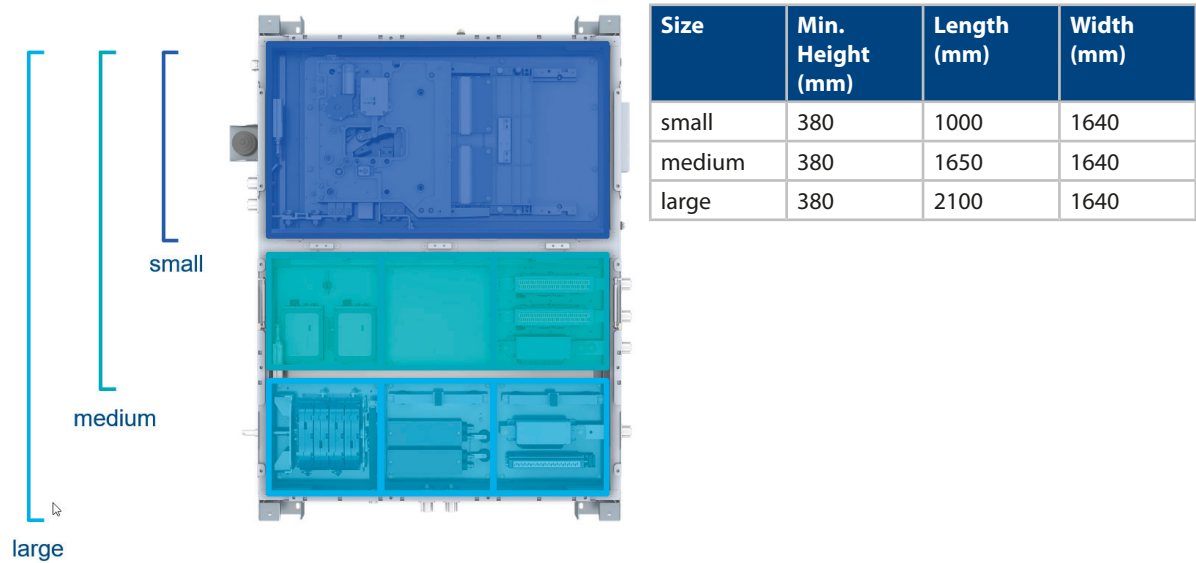 small
medium
large
Size Min. Height (mm) Length (mm) Width (mm)
small 380 1000 1640
medium 380 1650 1640
large 380 2100 1640